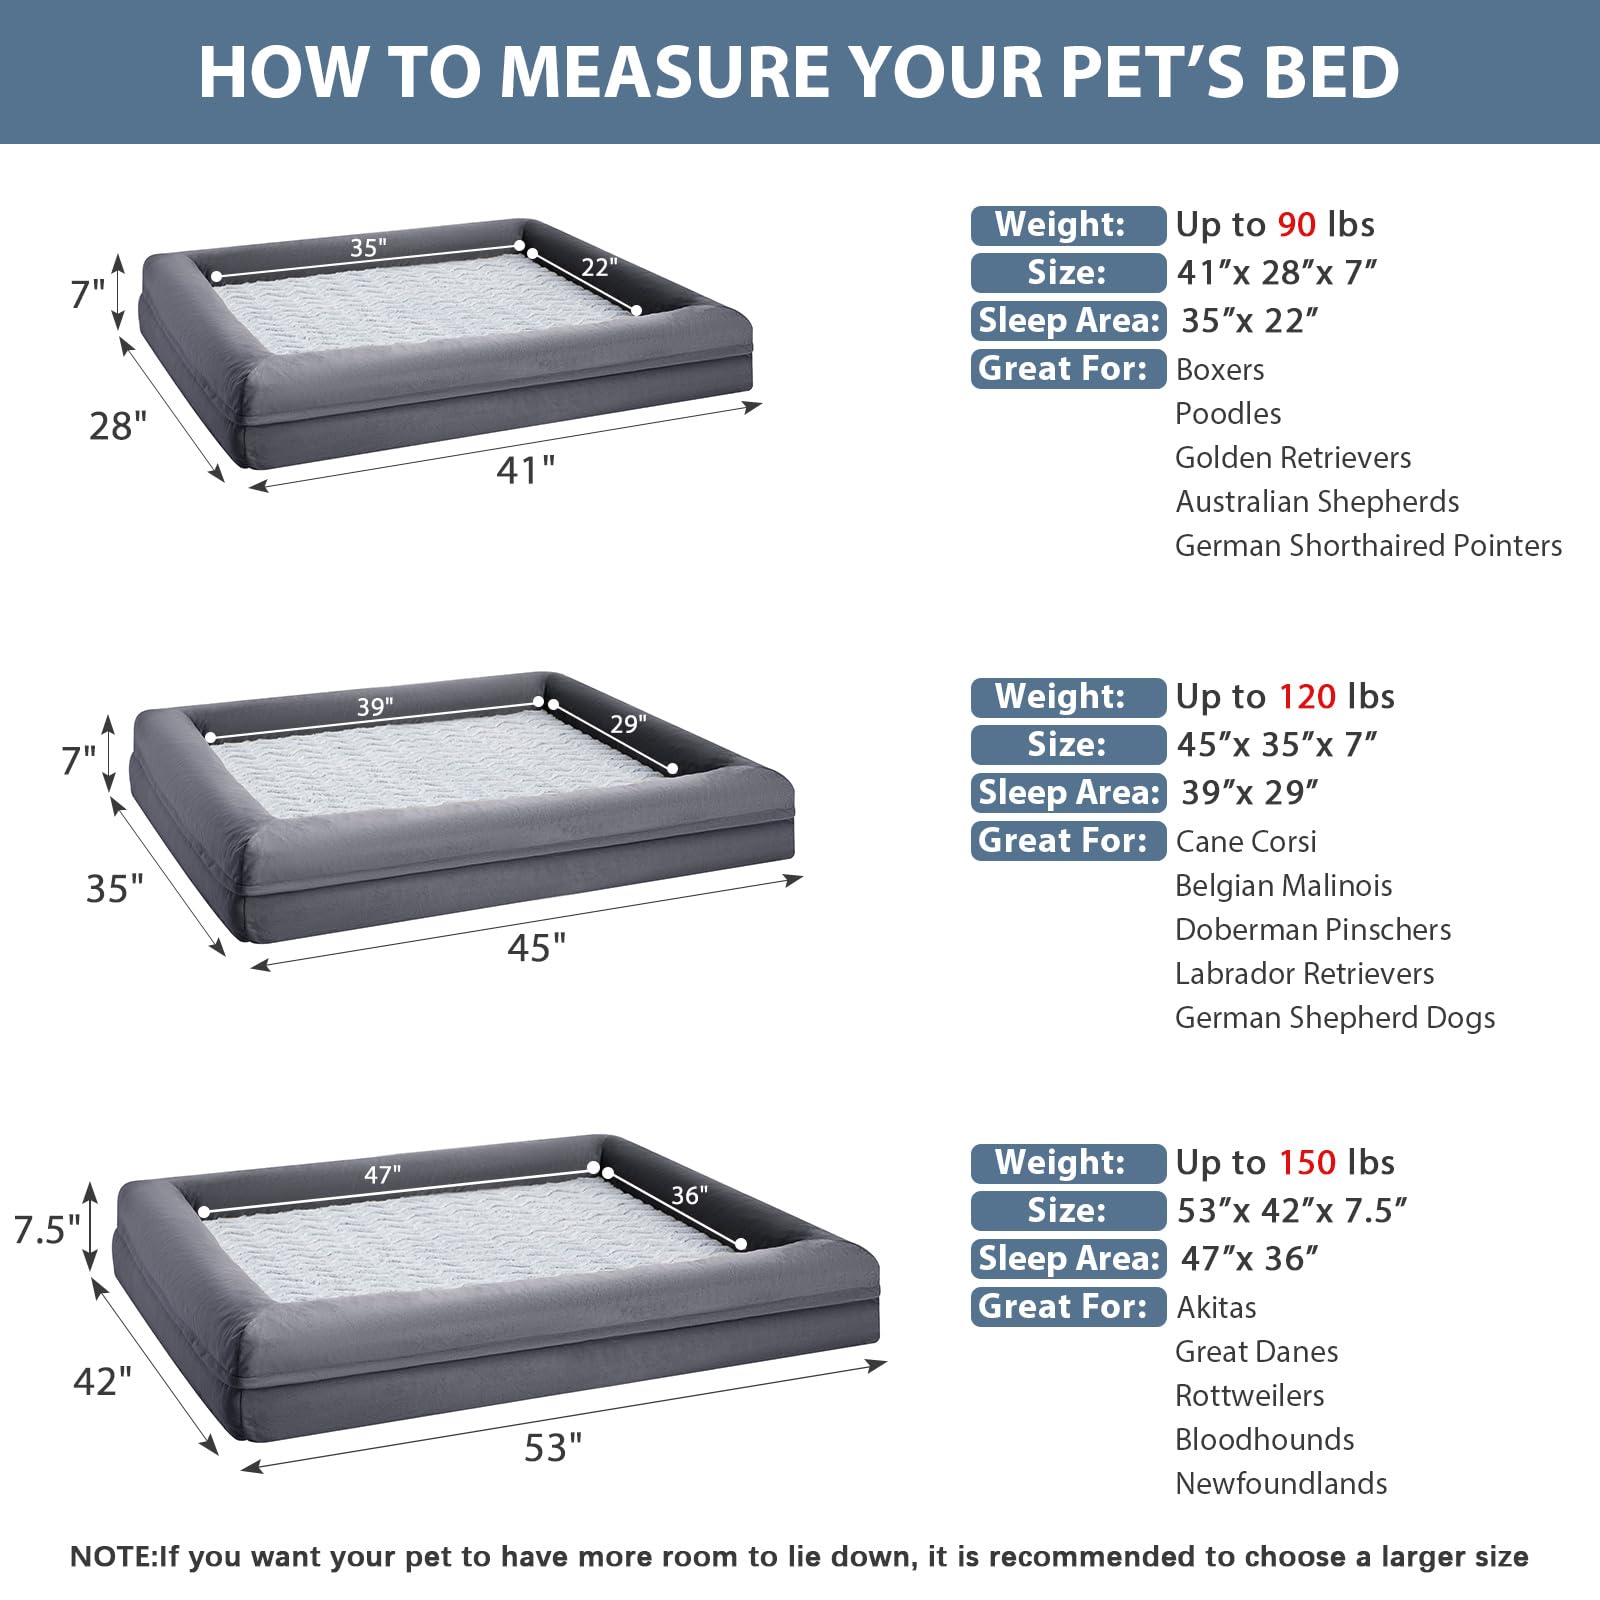 HOW TO MEASURE YOUR PET’S BED
35"
22"
7"
28"
41"
Weight: Up to 90 lbs
Size: 41”x 28”x 7”
Sleep Area: 35”x 22”
Great For: Boxers
Poodles
Golden Retrievers
Australian Shepherds
German Shorthaired Pointers
39"
29"
7"
35"
45"
Weight: Up to 120 lbs
Size: 45”x 35”x 7”
Sleep Area: 39”x 29”
Great For: Cane Corsi
Belgian Malinois
Doberman Pinschers
Labrador Retrievers
German Shepherd Dogs
47"
36"
7.5"
42"
53"
Weight: Up to 150 lbs
Size: 53”x 42”x 7.5”
Sleep Area: 47”x 36”
Great For: Akitas
Great Danes
Rottweilers
Bloodhounds
Newfoundlands
NOTE:If you want your pet to have more room to lie down, it is recommended to choose a larger size